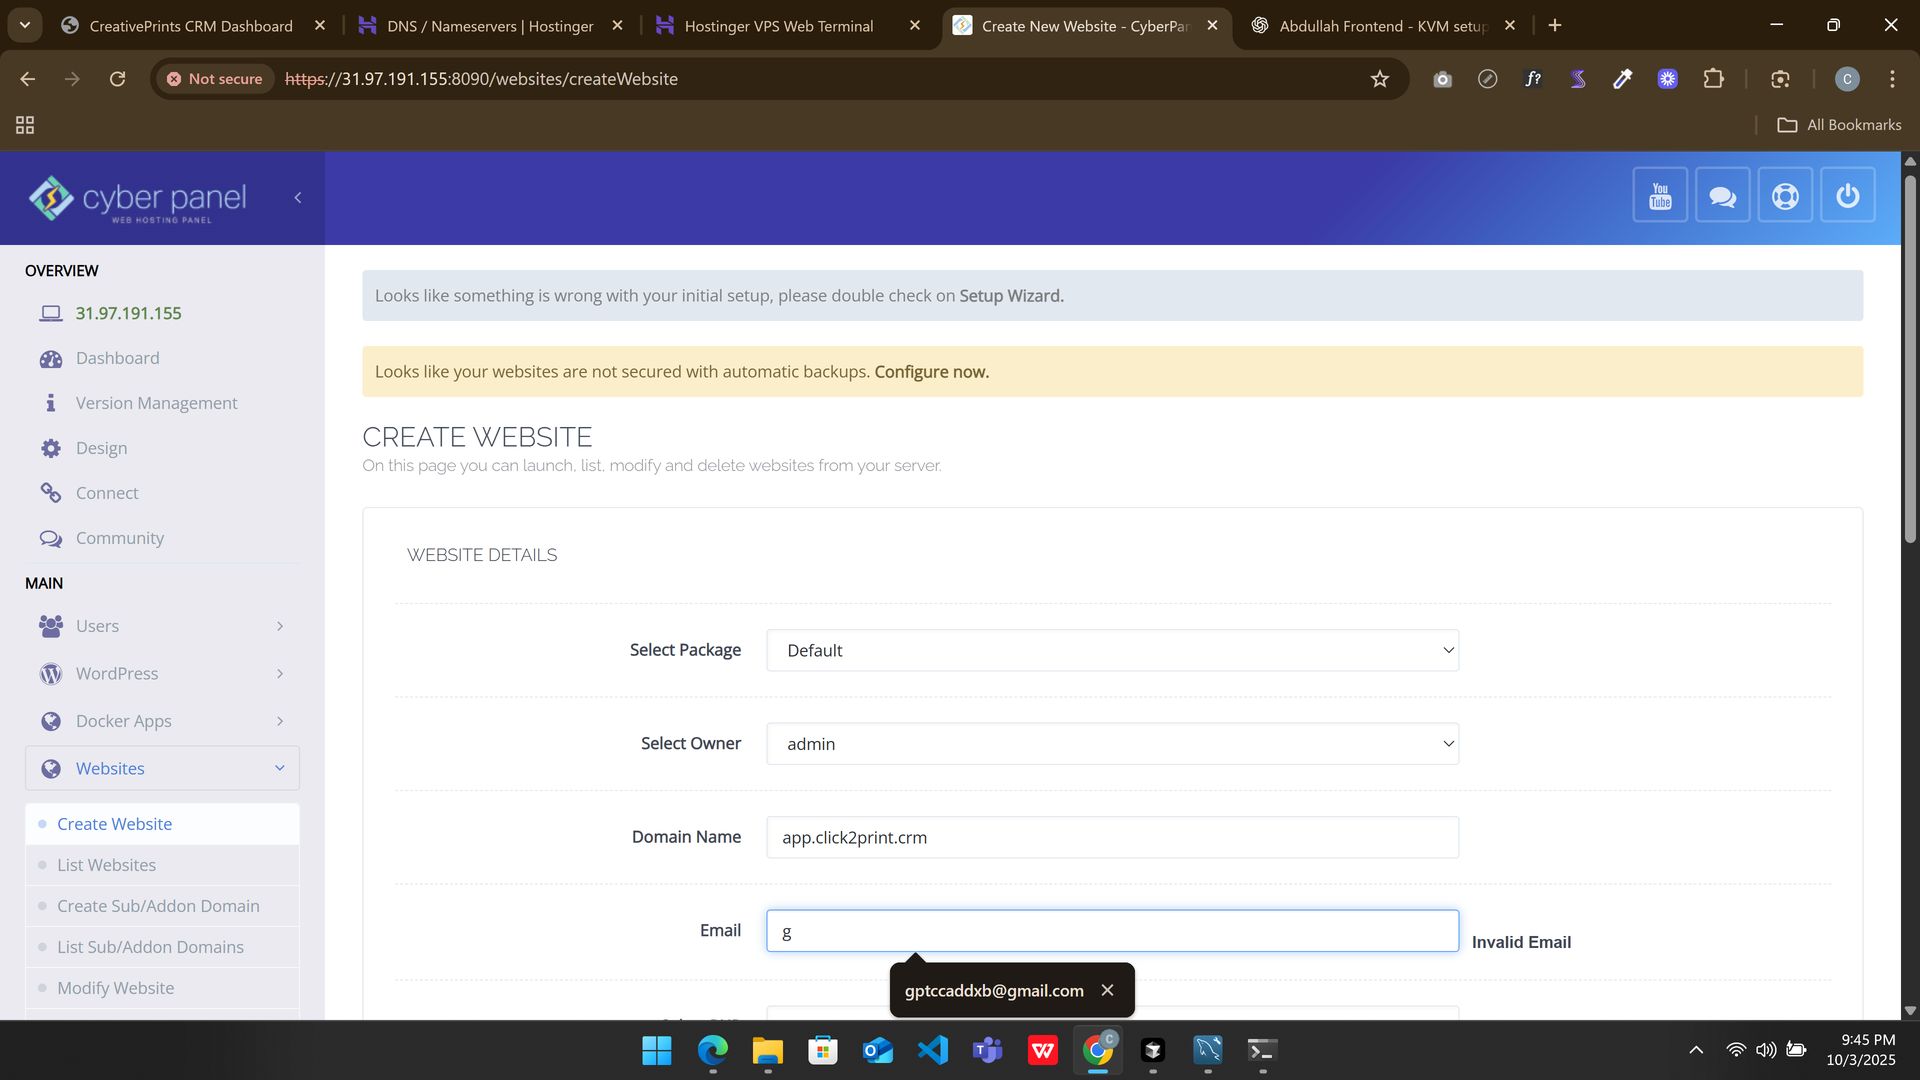 CreativePrints CRM Dashboard
DNS / Nameservers | Hostinger
Hostinger VPS Web Terminal
Create New Website - CyberPan
Abdullah Frontend - KVM setup
Not secure
https://31.97.191.155:8090/websites/createWebsite
f?
C
All Bookmarks
cyber panel
WEB HOSTING PANEL
You
Tube
OVERVIEW
31.97.191.155
Dashboard
Version Management
Design
Connect
Community
MAIN
Users
WordPress
Docker Apps
Websites
Create Website
List Websites
Create Sub/Addon Domain
List Sub/Addon Domains
Modify Website
Looks like something is wrong with your initial setup, please double check on Setup Wizard.
Looks like your websites are not secured with automatic backups. Configure now.
CREATE WEBSITE
On this page you can launch, list, modify and delete websites from your server.
WEBSITE DETAILS
Select Package
Default
Select Owner
admin
Domain Name
app.click2print.crm
Email
g
Invalid Email
gptccaddxb@gmail.com
C
9:45 PM
10/3/2025